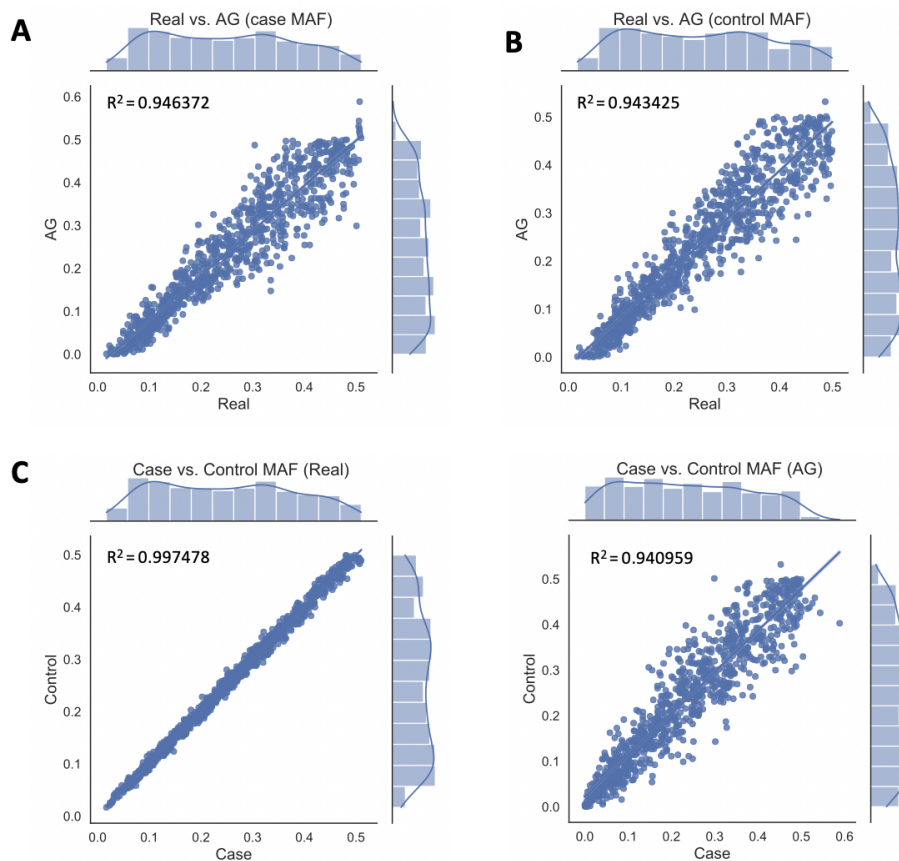 A
Real vs. AG (case MAF)
R² = 0.946372
0.6
0.5
0.4
0.3
0.2
0.1
0.0
AG
0.0 0.1 0.2 0.3 0.4 0.5
Real
B
Real vs. AG (control MAF)
R² = 0.943425
0.5
0.4
0.3
0.2
0.1
0.0
AG
0.0 0.1 0.2 0.3 0.4 0.5
Real
C
Case vs. Control MAF (Real)
R² = 0.997478
0.5
0.4
0.3
0.2
0.1
0.0
Control
0.0 0.1 0.2 0.3 0.4 0.5
Case
Case vs. Control MAF (AG)
R² = 0.940959
0.5
0.4
0.3
0.2
0.1
0.0
Control
0.0 0.1 0.2 0.3 0.4 0.5 0.6
Case